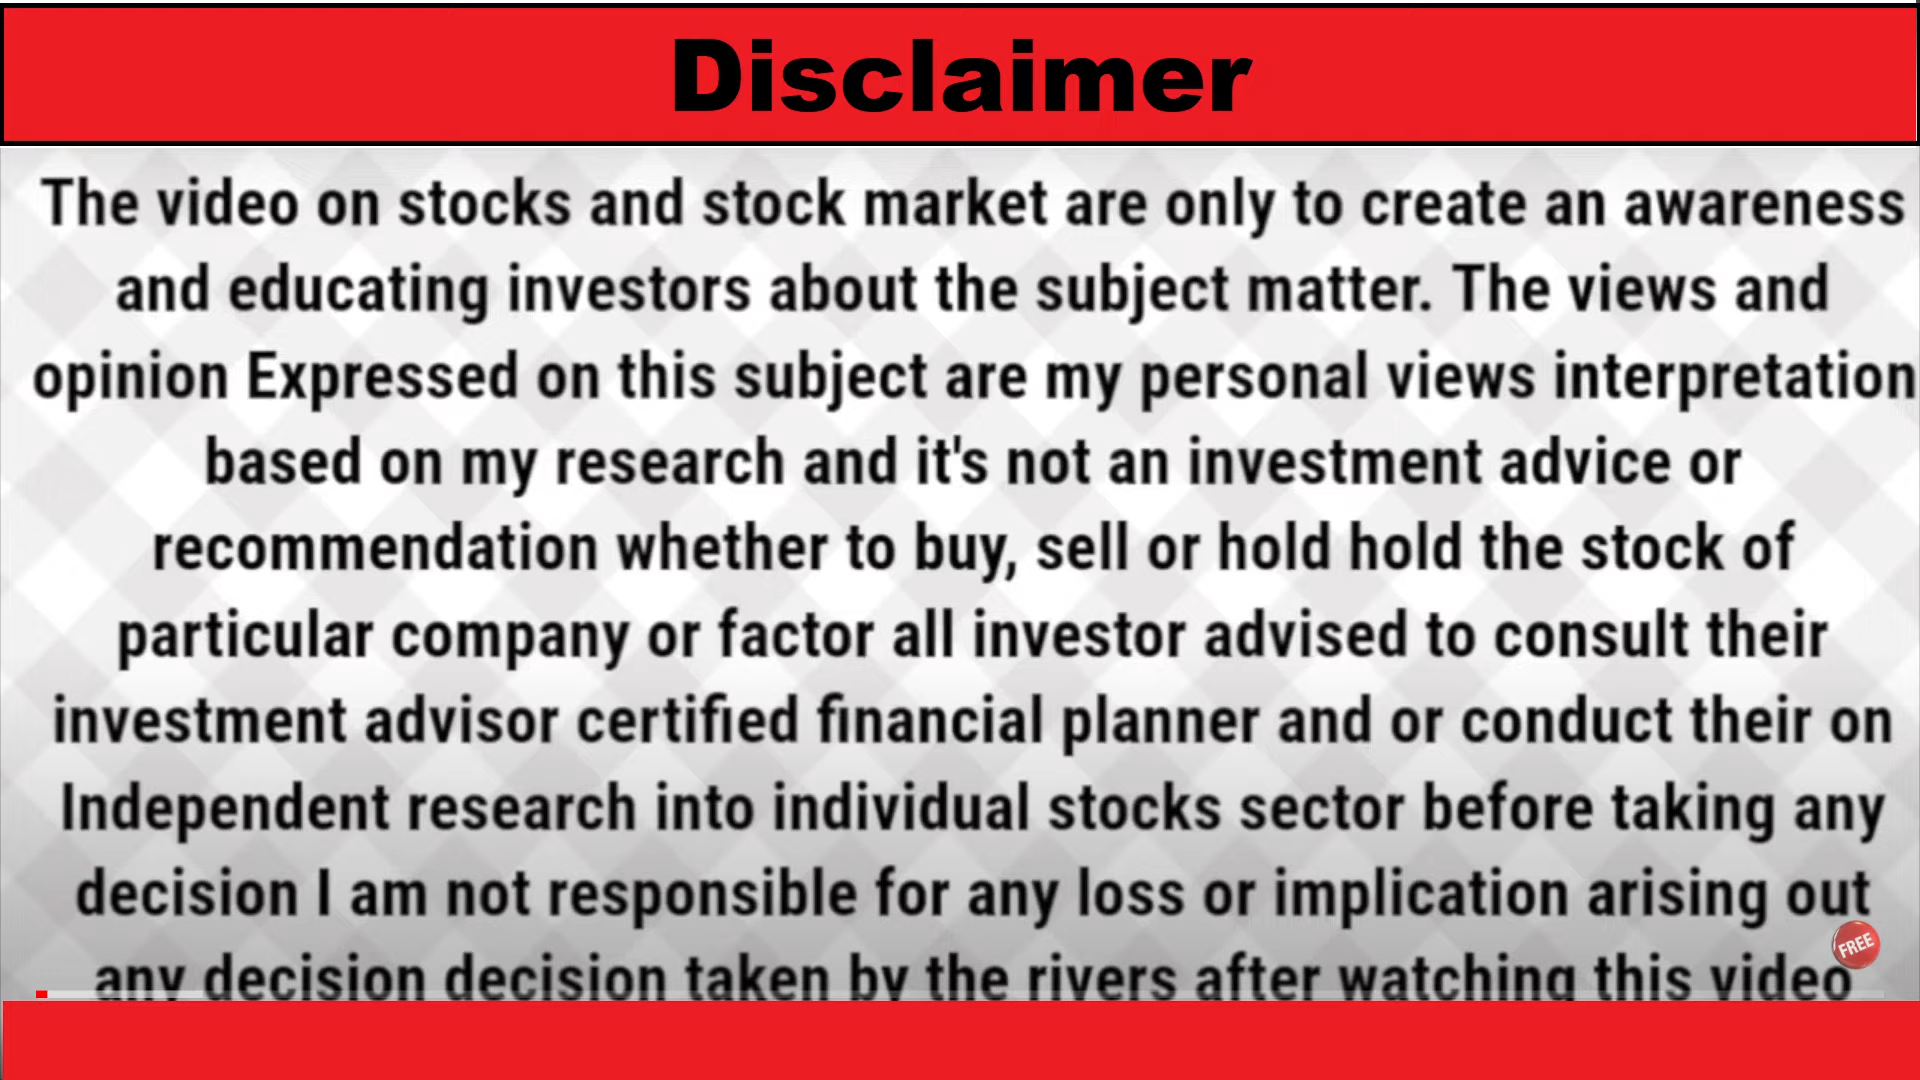 Disclaimer
The video on stocks and stock market are only to create an awareness
and educating investors about the subject matter. The views and
opinion Expressed on this subject are my personal views interpretation
based on my research and it's not an investment advice or
recommendation whether to buy, sell or hold hold the stock of
particular company or factor all investor advised to consult their
investment advisor certified financial planner and or conduct their on
Independent research into individual stocks sector before taking any
decision I am not responsible for any loss or implication arising out
any decision decision taken by the rivers after watching this video
FREE